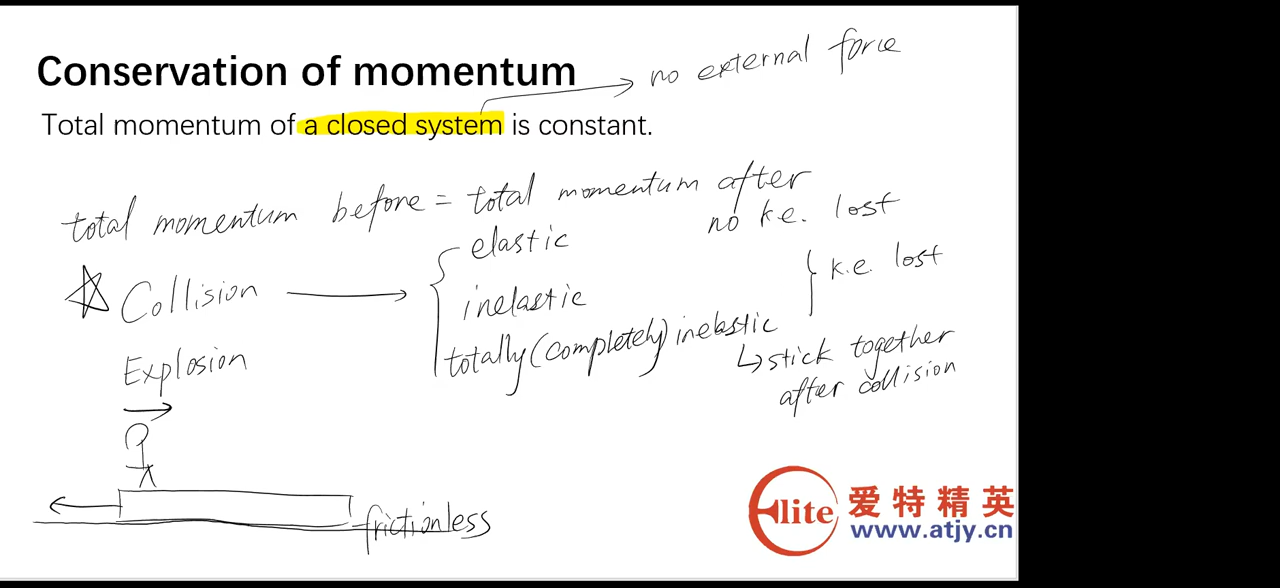 Conservation of momentum
no external force
Total momentum of a closed system is constant.
total momentum before = total momentum after
no k.e. lost
elastic
k.e. lost
Collision
inelastic
totally (completely) inelastic
Explosion
stick together
after collision
frictionless
Elite 爱特精英
www.atjy.cn